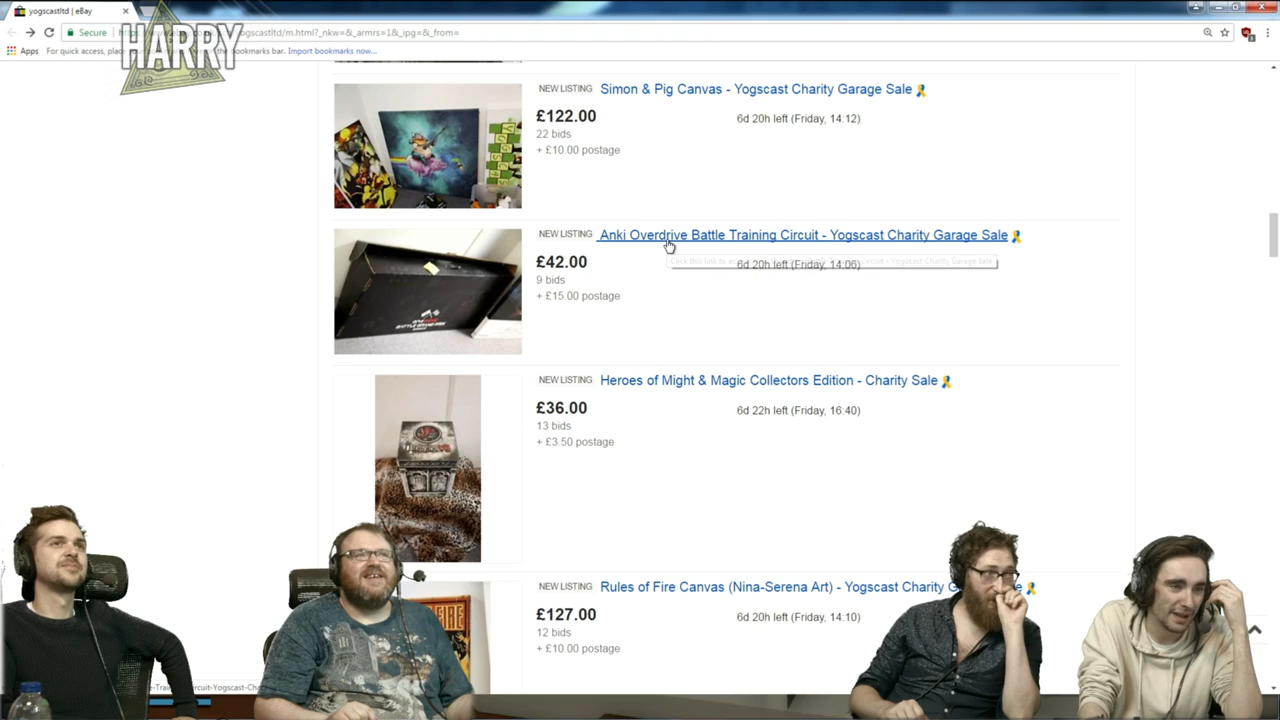 yogscastltd | eBay
HARRY
Secure
ogscastltd/m.html?_nkw=&_armrs=1&_ipg=&_from=
Apps For quick access, place bookmarks bar. Import bookmarks now...
NEW LISTING Simon & Pig Canvas - Yogscast Charity Garage Sale
£122.00
6d 20h left (Friday, 14:12)
22 bids
+ £10.00 postage
NEW LISTING Anki Overdrive Battle Training Circuit - Yogscast Charity Garage Sale
£42.00
6d 20h left (Friday, 14:06)
9 bids
+ £15.00 postage
NEW LISTING Heroes of Might & Magic Collectors Edition - Charity Sale
£36.00
6d 22h left (Friday, 16:40)
13 bids
+ £3.50 postage
NEW LISTING Rules of Fire Canvas (Nina-Serena Art) - Yogscast Charity
£127.00
6d 20h left (Friday, 14:10)
12 bids
+ £10.00 postage
FIRE